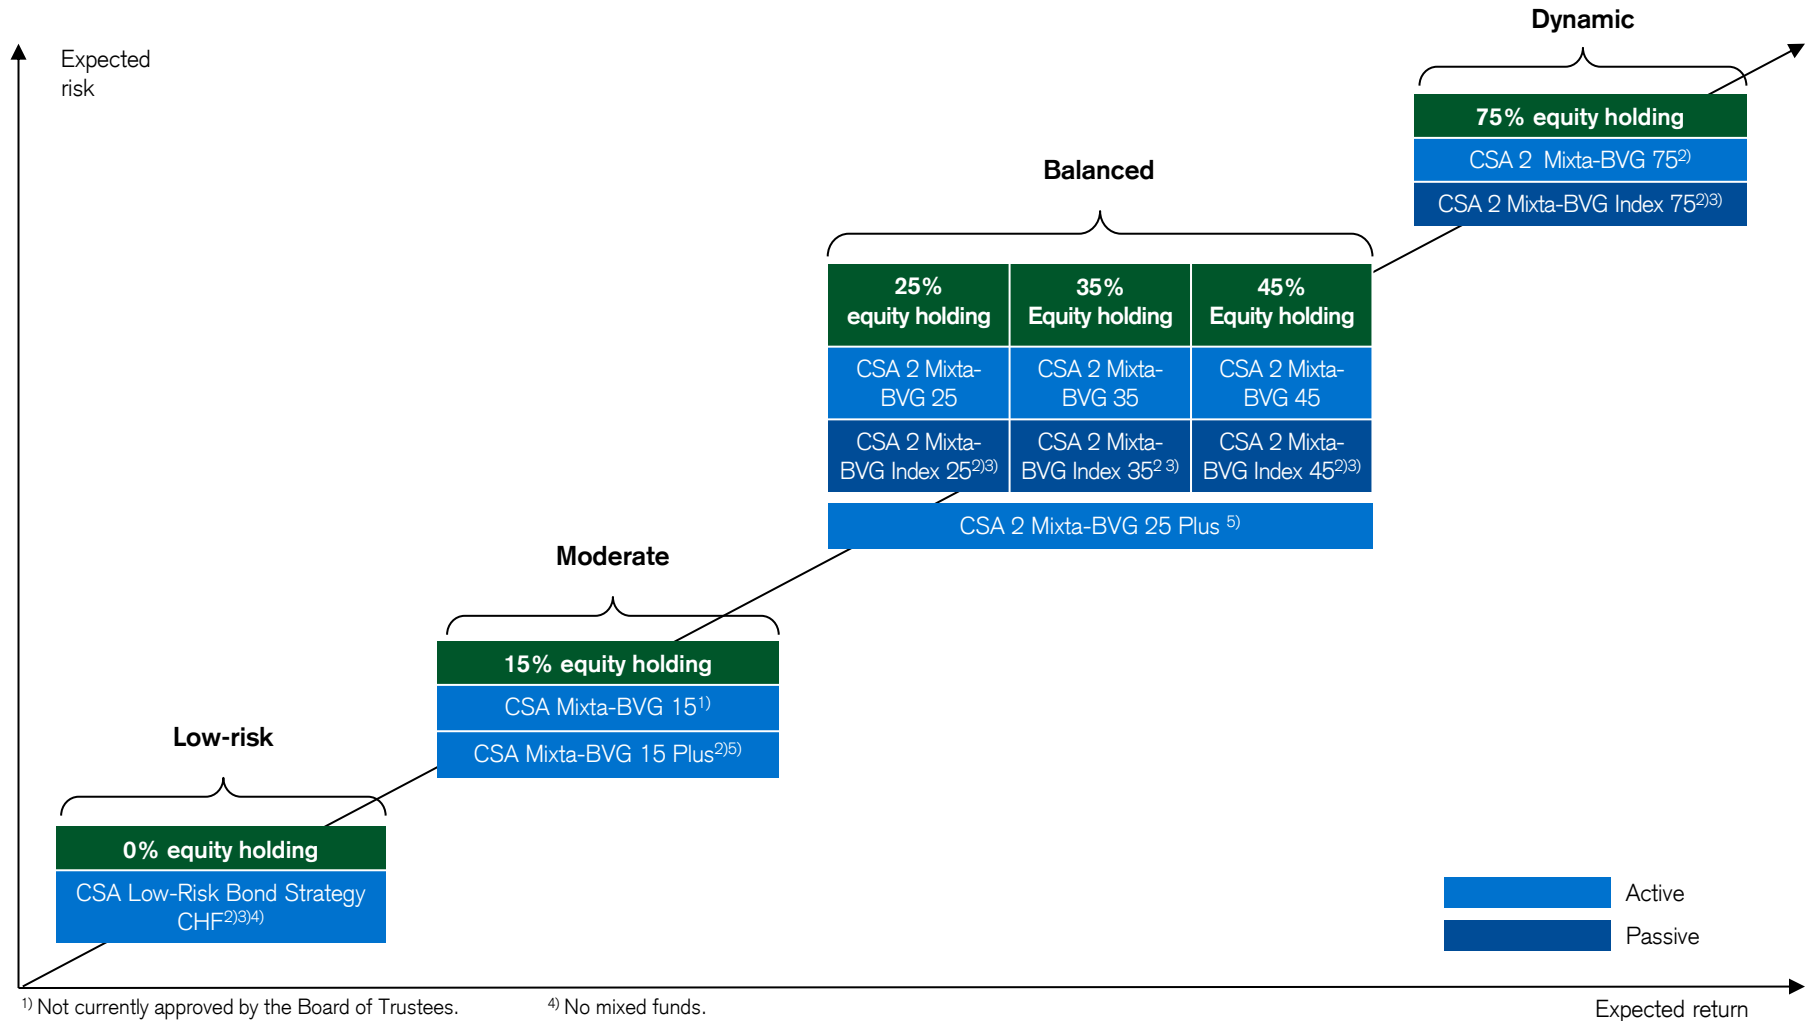 Dynamic
Expected
risk
75% equity holding
CSA 2 Mixta-BVG 75²⁾
CSA 2 Mixta-BVG Index 75²⁾³⁾
Balanced
25%
equity holding
35%
Equity holding
45%
Equity holding
CSA 2 Mixta-
BVG 25
CSA 2 Mixta-
BVG 35
CSA 2 Mixta-
BVG 45
CSA 2 Mixta-
BVG Index 25²⁾³⁾
CSA 2 Mixta-
BVG Index 35² ³⁾
CSA 2 Mixta-
BVG Index 45²⁾³⁾
CSA 2 Mixta-BVG 25 Plus ⁵⁾
Moderate
15% equity holding
CSA Mixta-BVG 15¹⁾
CSA Mixta-BVG 15 Plus²⁾⁵⁾
Low-risk
0% equity holding
CSA Low-Risk Bond Strategy
CHF²⁾³⁾⁴⁾
Active
Passive
¹⁾ Not currently approved by the Board of Trustees.
⁴⁾ No mixed funds.
Expected return